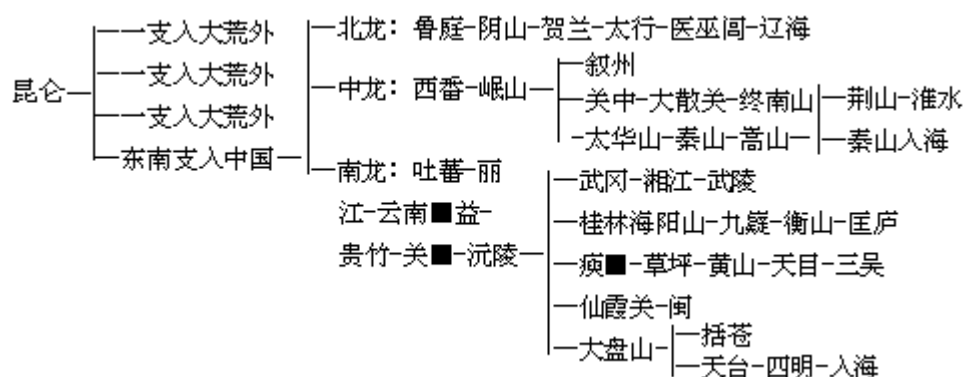 昆仑
一支入大荒外
一支入大荒外
一支入大荒外
东南支入中国
北龙：鲁庭-阴山-贺兰-太行-医巫闾-辽海
中龙：西番-岷山
叙州
关中-大散关-终南山
太华山-秦山-嵩山
荆山-淮水
秦山入海
南龙：吐蕃-丽
江-云南■益-
贵竹-关■-沅陵
武冈-湘江-武陵
桂林海阳山-九嶷-衡山-匡庐
瘐■-草坪-黄山-天目-三吴
仙霞关-闽
大盘山
括苍
天台-四明-入海